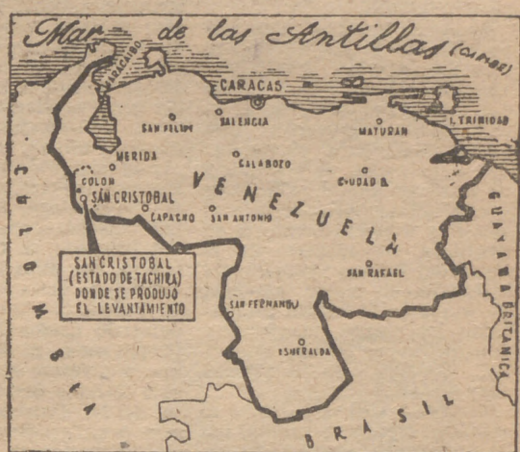 Mar de las Antillas (CARIBE)
MARACAIBO
CARACAS
I. TRINIDAD
SAN FELIPE
VALENCIA
MATURAN
MERIDA
CALABOZO
CIUDAD B.
COLON
SAN CRISTOBAL
CAPACHO
SAN ANTONIO
VENEZUELA
SAN RAFAEL
SAN CRISTOBAL
(ESTADO DE TACHIRA)
DONDE SE PRODUJO
EL LEVANTAMIENTO
SAN FERNANDU
ESMERALDA
COLOMBIA
GUAYANA BRITANICA
BRASIL